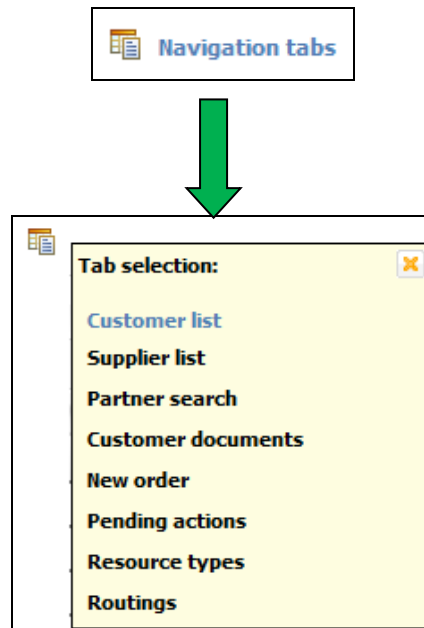 Navigation tabs
Tab selection:
Customer list
Supplier list
Partner search
Customer documents
New order
Pending actions
Resource types
Routings